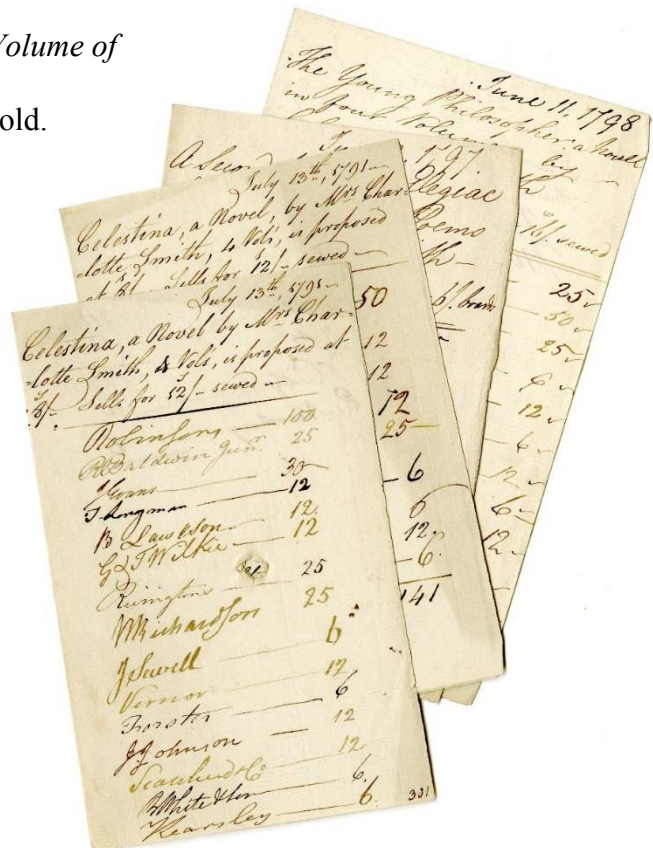 Volume of
old.
June 11, 1798
The Young Philosopher, a Novel
in four Volumes, by
16/- sewed
25
50
25
6
12
6
12
6
12
1797
A Second
Elegiac
Poems
6/. boards
72
25
6
6
12
6
141
July 13th, 1791
Celestina, a Novel, by Mrs Char-
lotte Smith, 4 Vols, is proposed
at 8/- Sells for 12/- sewed
50
12
12
July 13th, 1791
Celestina, a Novel by Mrs Char-
lotte Smith, 4 Vols, is proposed at
8/- Sells for 12/- sewed
Robinsons 100
R Baldwin Junr 25
Evans 30
T Longman 12
B Law & Son 12
G & T Wilkie 12
Rivingtons 25
W Richardson 25
J Sewell 6
Vernor 12
Forster 6
J Johnson 12
Scatcherd & Co 12
B White & Son 6
Kearsley 6
301